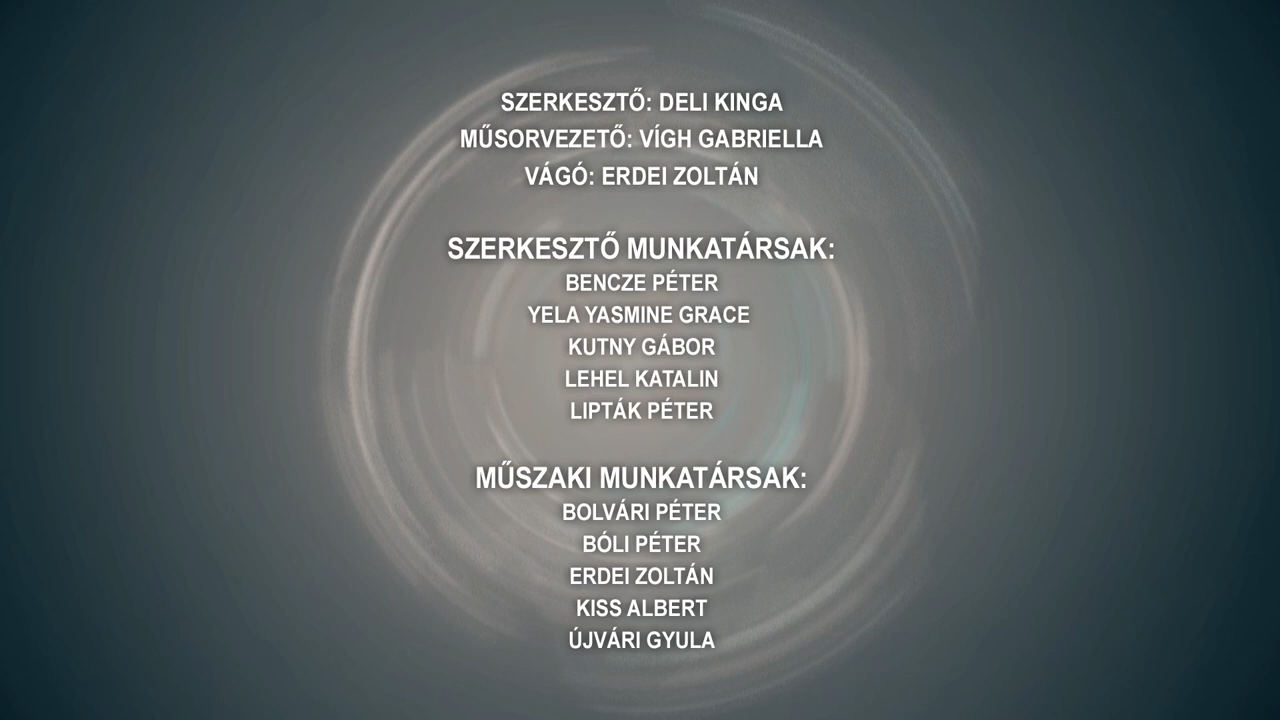 SZERKESZTŐ: DELI KINGA
MŰSORVEZETŐ: VÍGH GABRIELLA
VÁGÓ: ERDEI ZOLTÁN
SZERKESZTŐ MUNKATÁRSAK:
BENCZE PÉTER
YELA YASMINE GRACE
KUTNY GÁBOR
LEHEL KATALIN
LIPTÁK PÉTER
MŰSZAKI MUNKATÁRSAK:
BOLVÁRI PÉTER
BÓLI PÉTER
ERDEI ZOLTÁN
KISS ALBERT
ÚJVÁRI GYULA